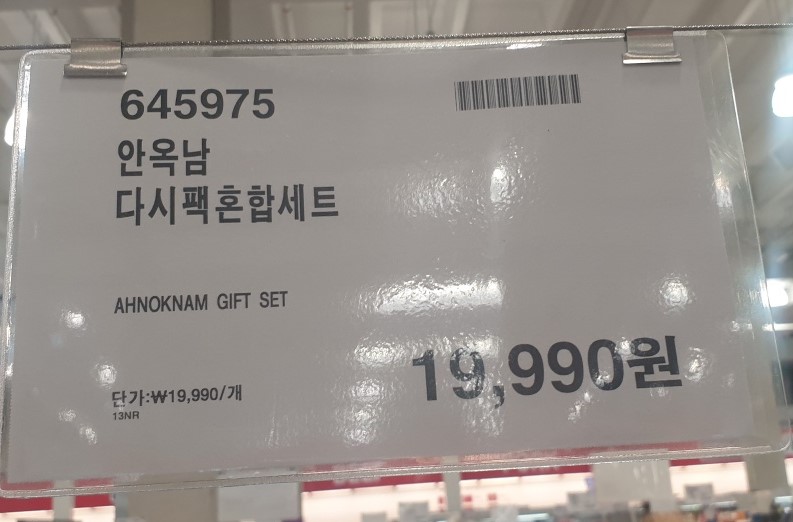 645975
안옥남
다시팩혼합세트
AHNOKNAM GIFT SET
19,990원
단가:₩19,990/개
13NR